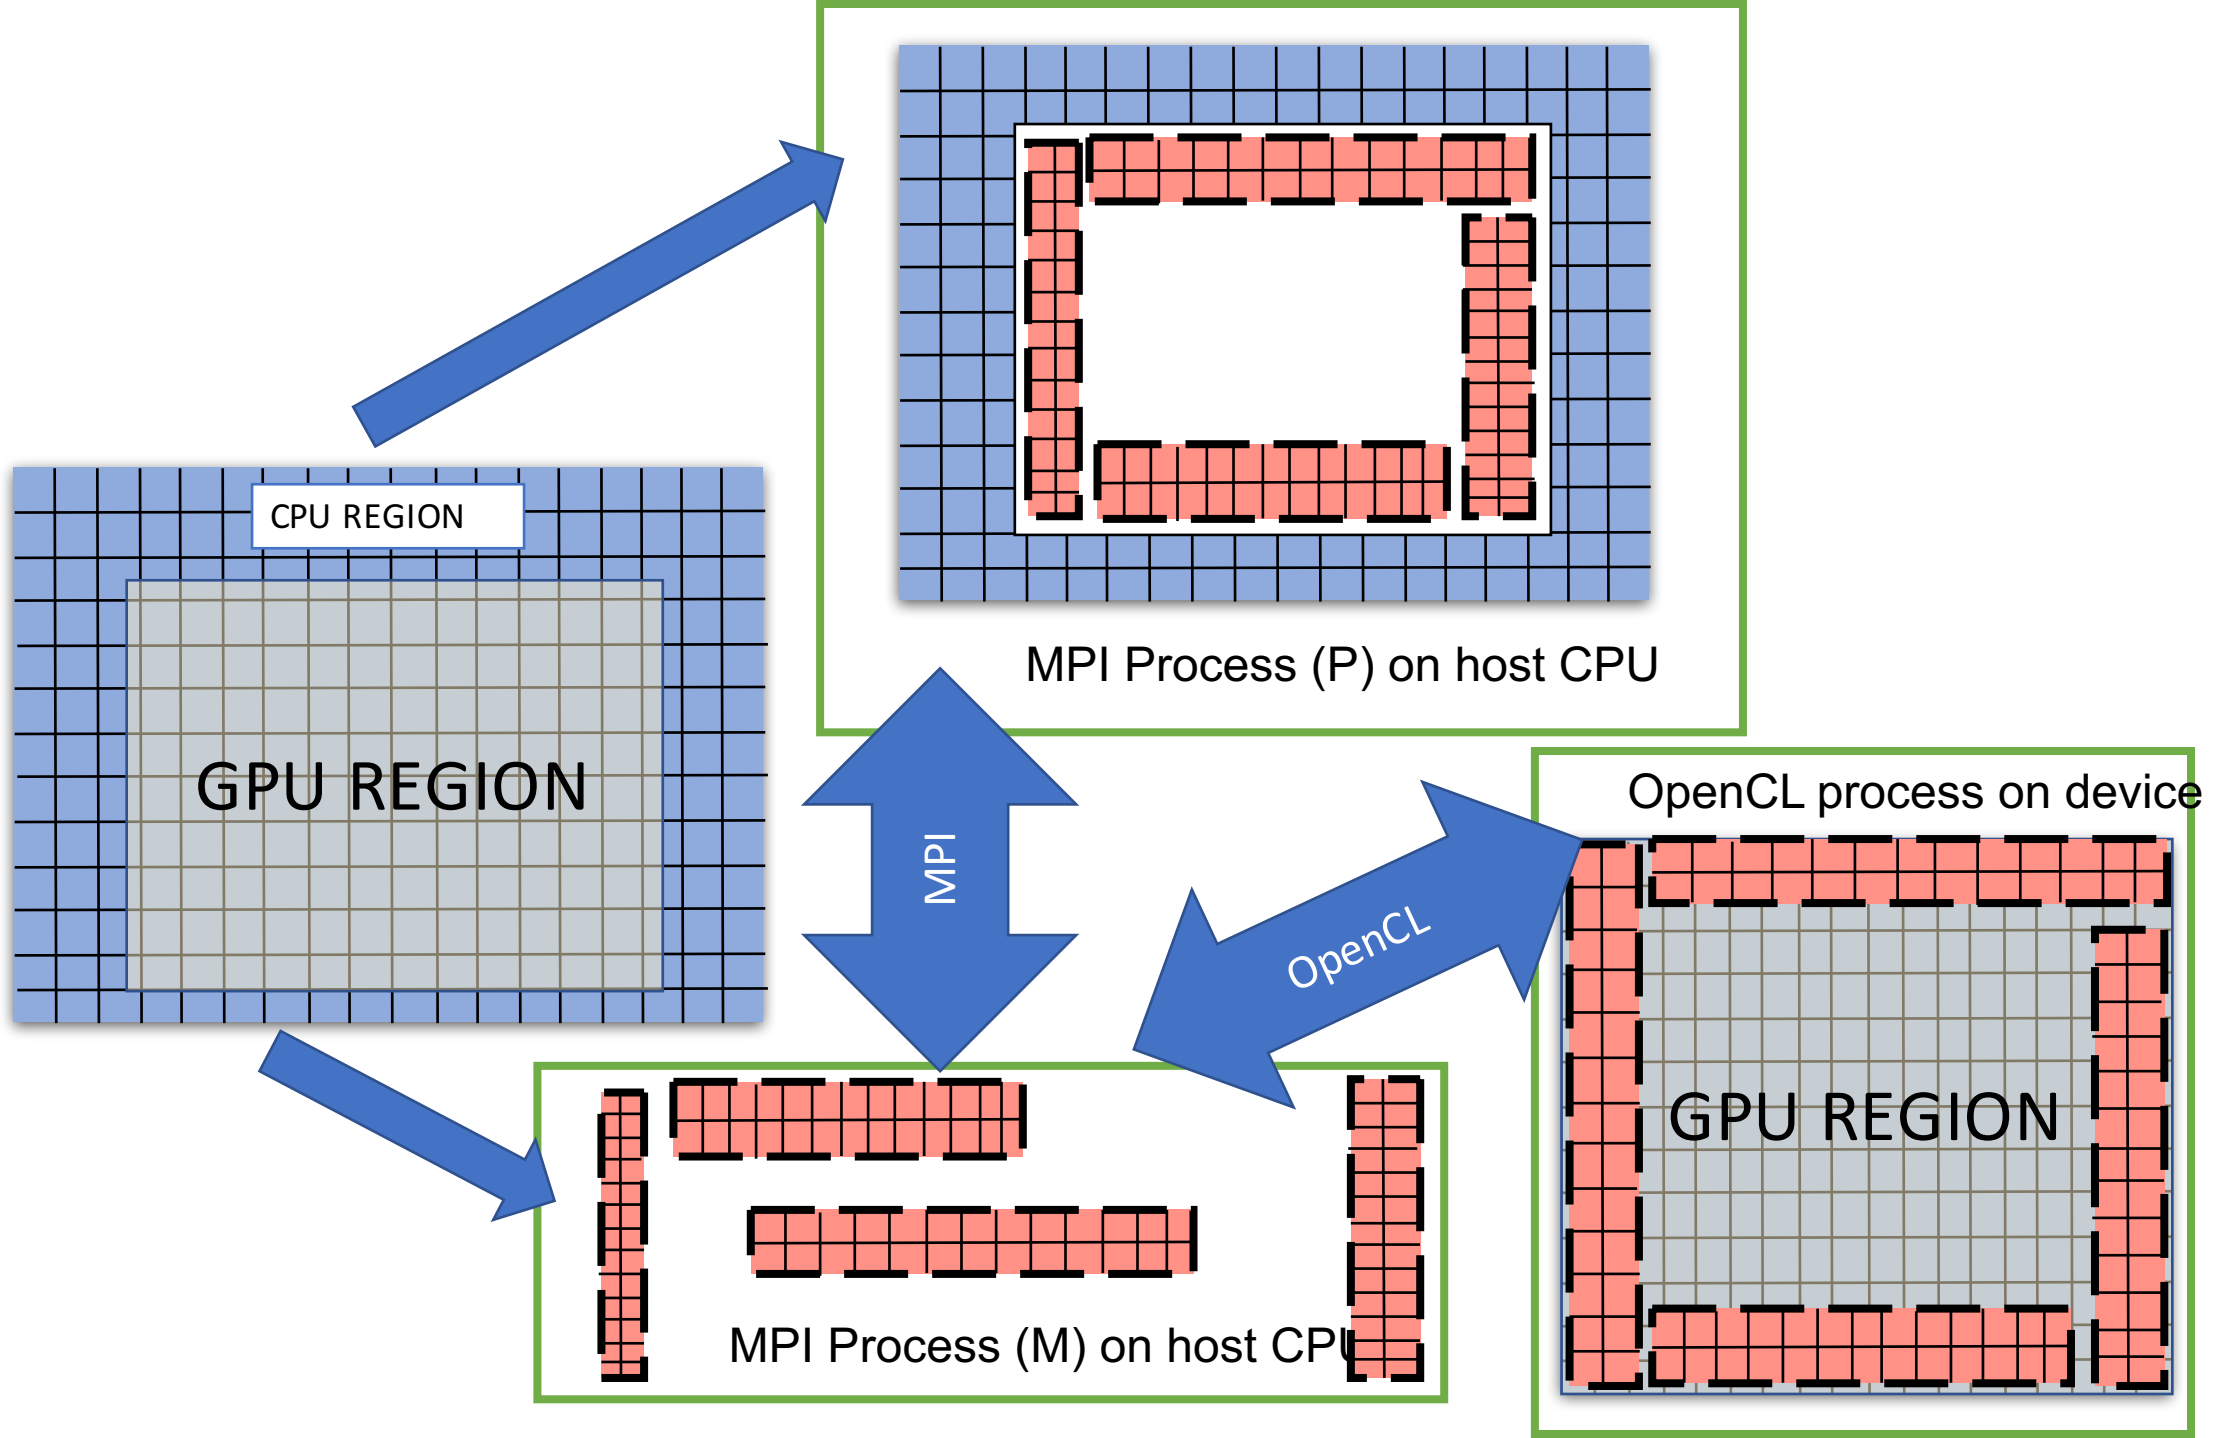 MPI Process (P) on host CPU
CPU REGION
GPU REGION
MPI
OpenCL
OpenCL process on device
GPU REGION
MPI Process (M) on host CPU